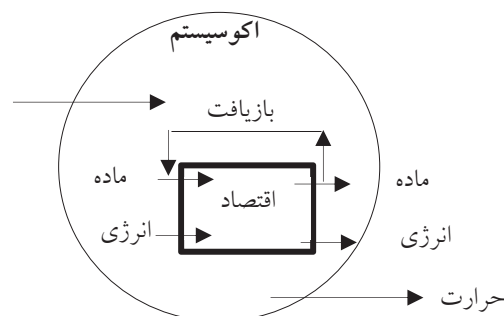 اکوسیستم
بازیافت
ماده
ماده
اقتصاد
انرژی
انرژی
حرارت